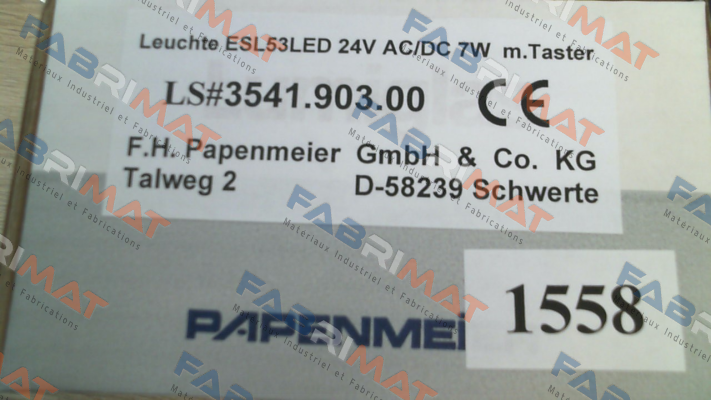 Leuchte ESL53LED 24V AC/DC 7W m.Taster
LS#3541.903.00 CE
F.H. Papenmeier GmbH & Co. KG
Talweg 2 D-58239 Schwerte
PAPENMEI
1558
FABRIMAT
Matériaux Industriel et Fabrications